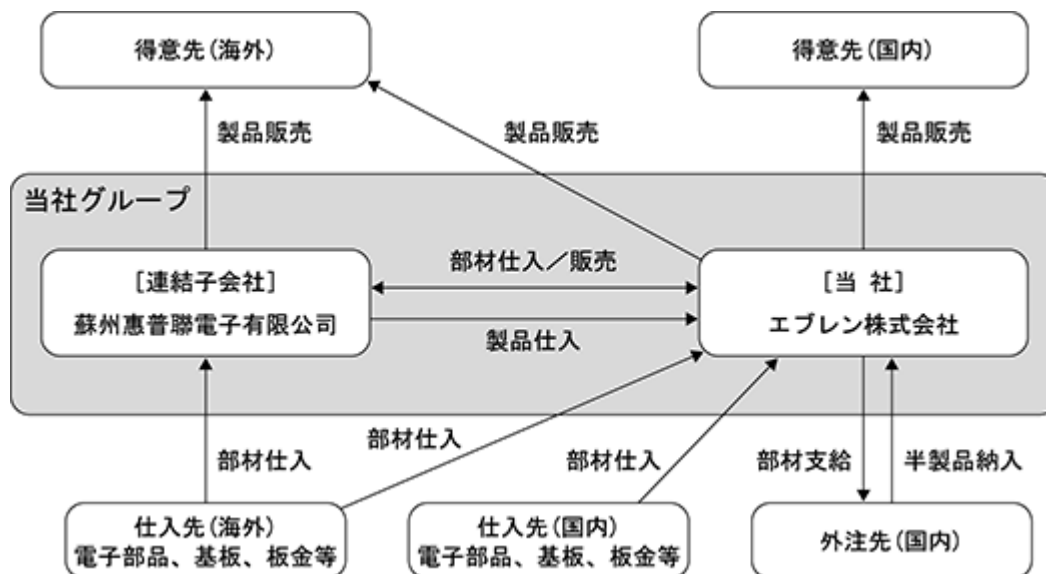 得意先(海外)
得意先(国内)
製品販売
製品販売
製品販売
当社グループ
[連結子会社]
蘇州惠普聯電子有限公司
部材仕入／販売
製品仕入
[当 社]
エブレン株式会社
部材仕入
部材仕入
部材仕入
部材支給
半製品納入
仕入先(海外)
電子部品、基板、板金等
仕入先(国内)
電子部品、基板、板金等
外注先(国内)